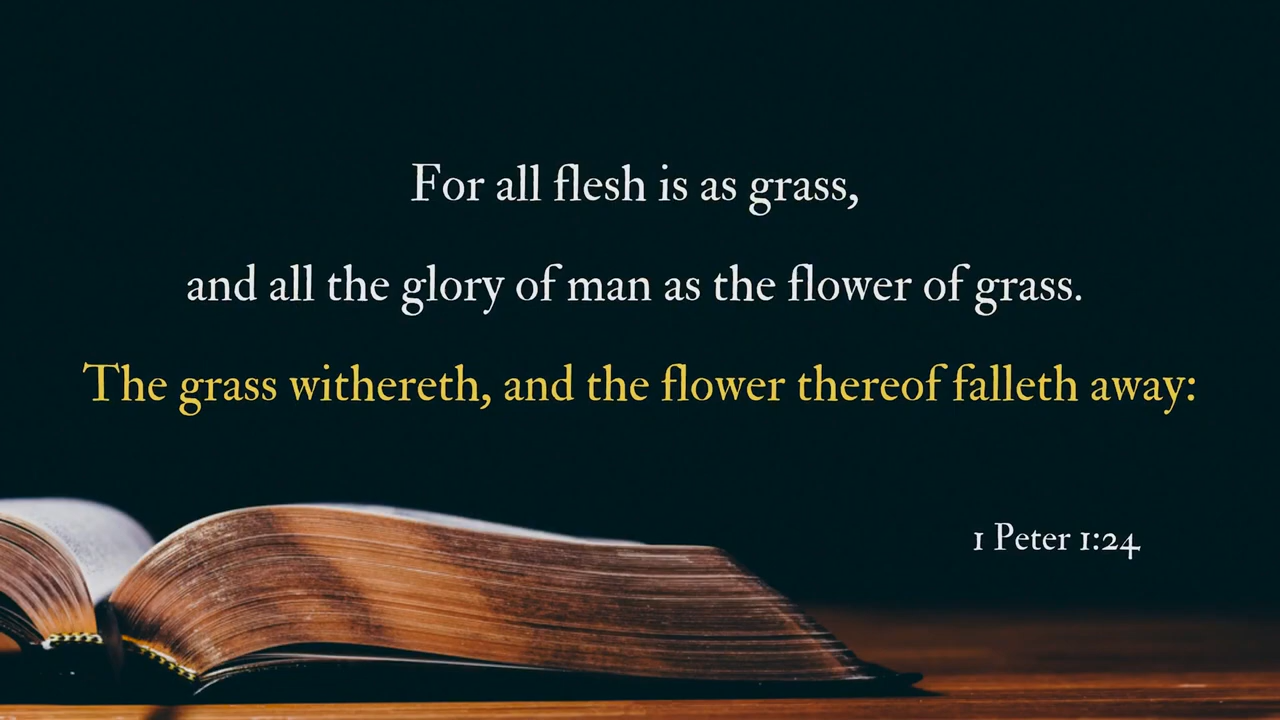 For all flesh is as grass,
and all the glory of man as the flower of grass.
The grass withereth, and the flower thereof falleth away:
1 Peter 1:24